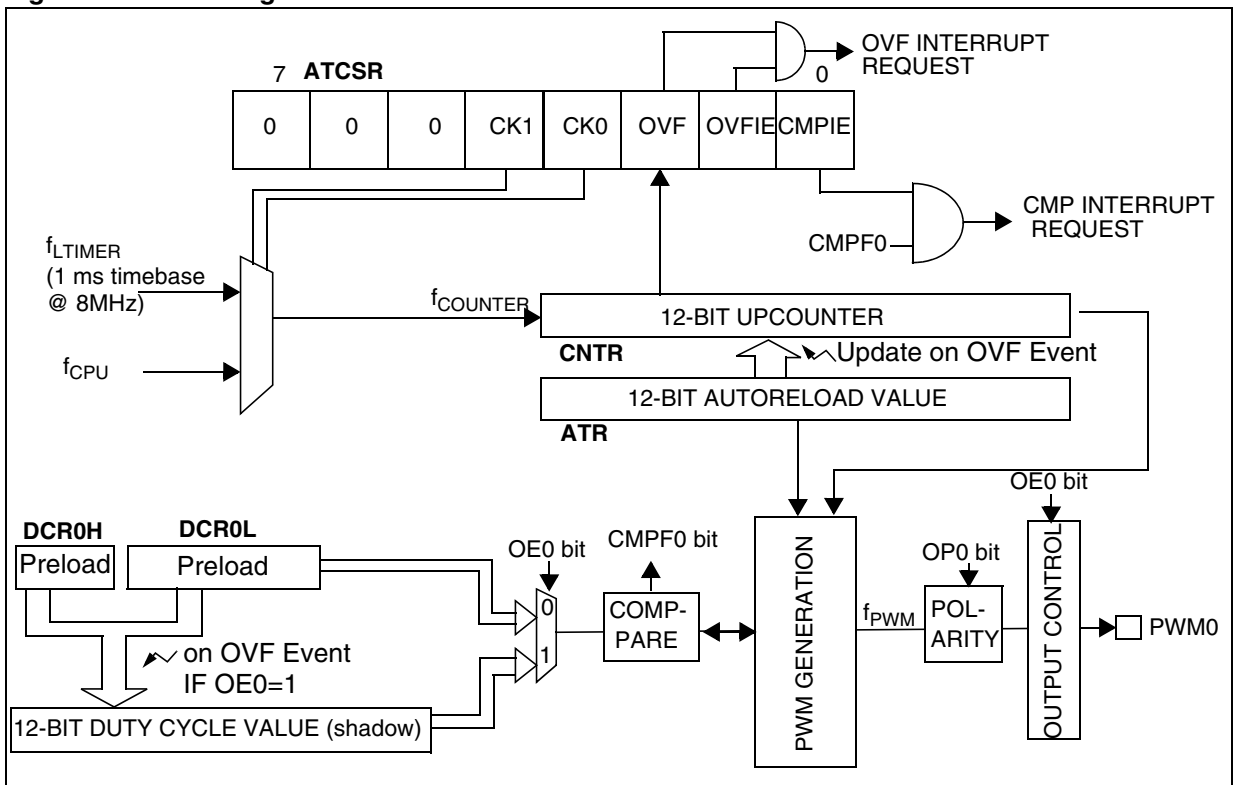 OVF INTERRUPT
REQUEST
7 ATCSR
0
0 0 0 CK1 CK0 OVF OVFIE CMPIE
CMP INTERRUPT
REQUEST
CMPF0
fLTIMER
(1 ms timebase
@ 8MHz)
fCOUNTER
12-BIT UPCOUNTER
CNTR
Update on OVF Event
fCPU
12-BIT AUTORELOAD VALUE
ATR
OE0 bit
DCR0H
DCR0L
Preload
Preload
OE0 bit
CMPF0 bit
OP0 bit
0
1
COMP-
PARE
PWM GENERATION
fPWM
POL-
ARITY
OUTPUT CONTROL
PWM0
on OVF Event
IF OE0=1
12-BIT DUTY CYCLE VALUE (shadow)